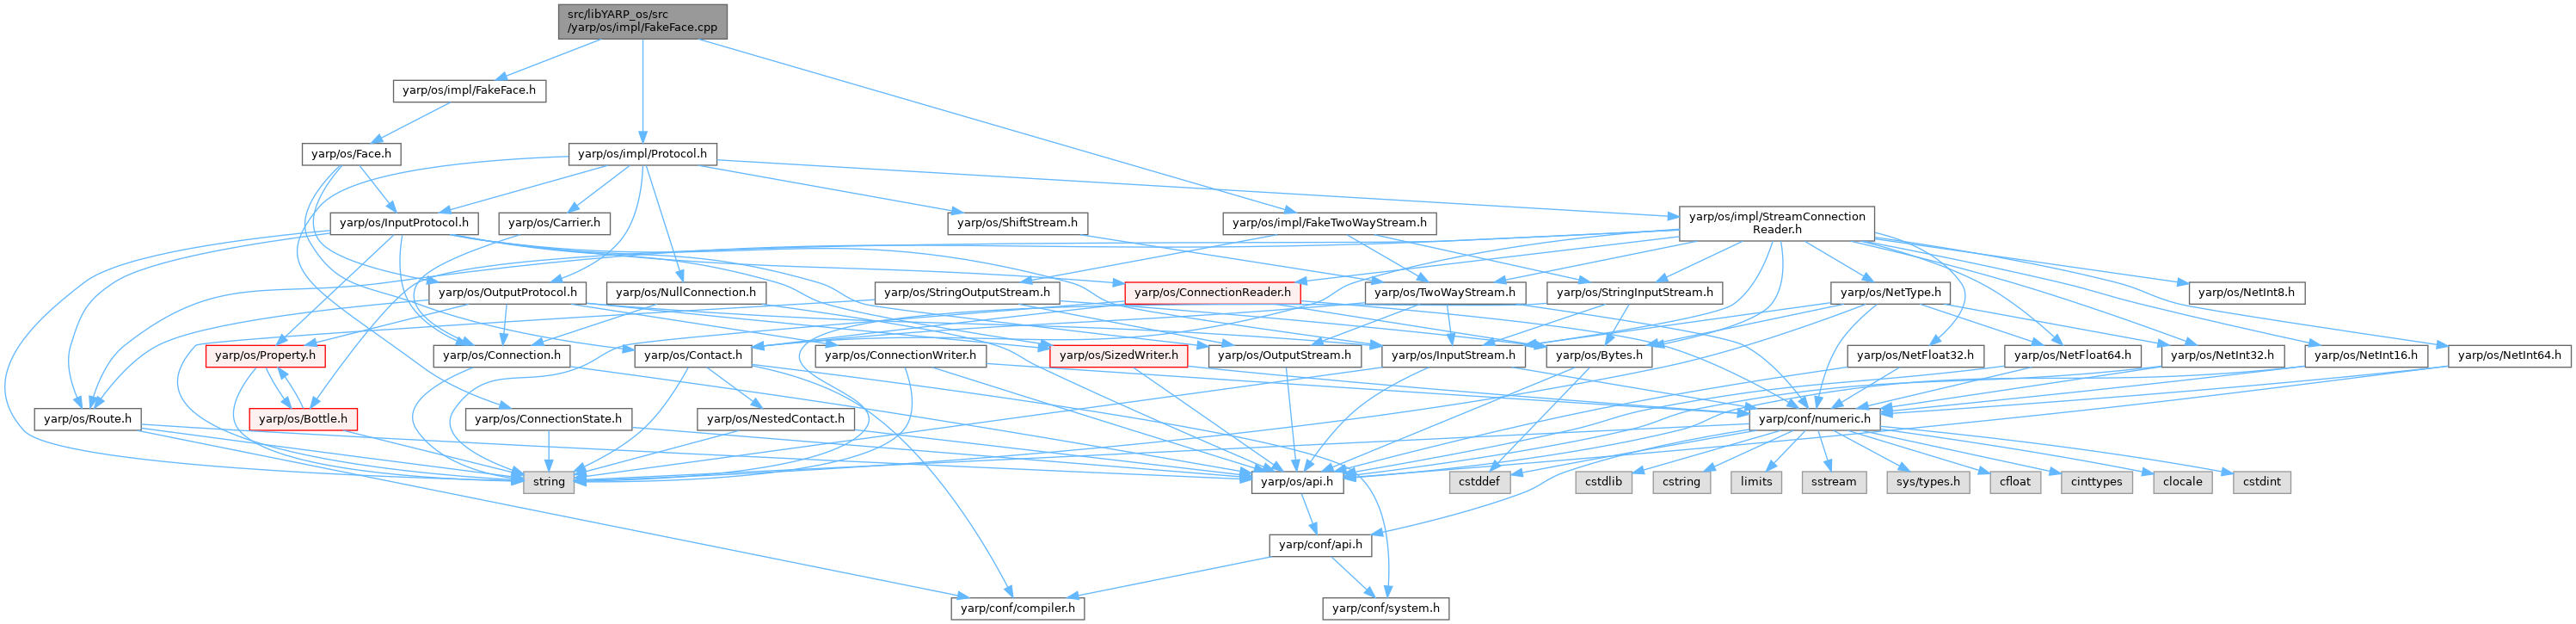 src/libYARP_os/src
/yarp/os/impl/FakeFace.cpp
yarp/os/impl/FakeFace.h
yarp/os/Face.h
yarp/os/impl/Protocol.h
yarp/os/InputProtocol.h
yarp/os/Carrier.h
yarp/os/ShiftStream.h
yarp/os/impl/FakeTwoWayStream.h
yarp/os/impl/StreamConnection
Reader.h
yarp/os/OutputProtocol.h
yarp/os/NullConnection.h
yarp/os/StringOutputStream.h
yarp/os/ConnectionReader.h
yarp/os/TwoWayStream.h
yarp/os/StringInputStream.h
yarp/os/NetType.h
yarp/os/NetInt8.h
yarp/os/Property.h
yarp/os/Connection.h
yarp/os/Contact.h
yarp/os/ConnectionWriter.h
yarp/os/SizedWriter.h
yarp/os/OutputStream.h
yarp/os/InputStream.h
yarp/os/Bytes.h
yarp/os/NetFloat32.h
yarp/os/NetFloat64.h
yarp/os/NetInt32.h
yarp/os/NetInt16.h
yarp/os/NetInt64.h
yarp/os/Route.h
yarp/os/Bottle.h
yarp/os/ConnectionState.h
yarp/os/NestedContact.h
yarp/conf/numeric.h
string
yarp/os/api.h
cstddef
cstdlib
cstring
limits
sstream
sys/types.h
cfloat
cinttypes
clocale
cstdint
yarp/conf/api.h
yarp/conf/compiler.h
yarp/conf/system.h